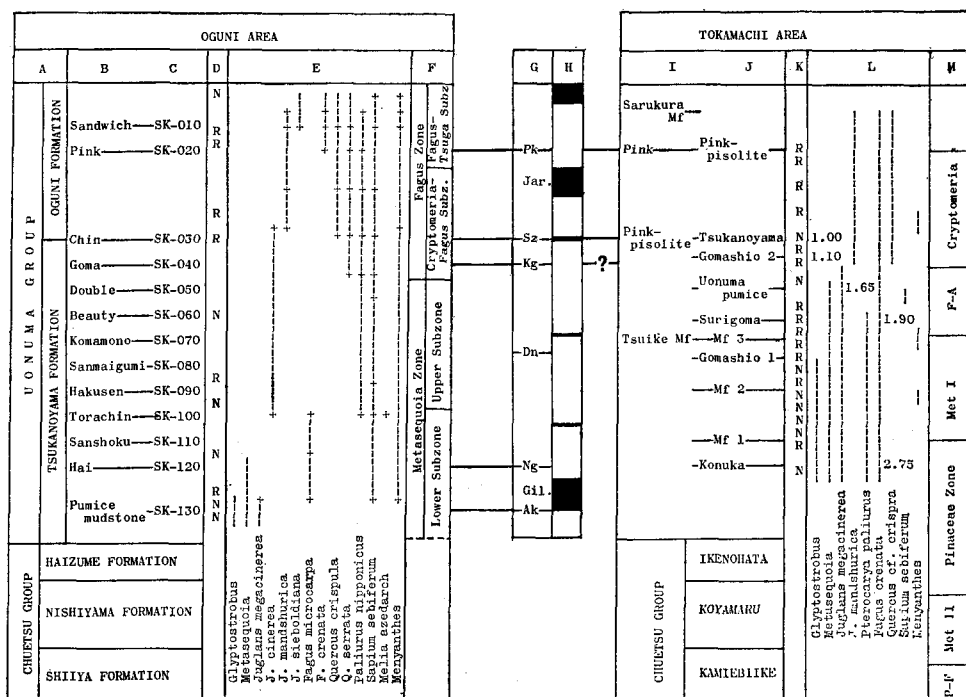 OGUNI AREA
A B C D E F
UONUMA GROUP
OGUNI FORMATION
TSUKANOYAMA FORMATION
Sandwich SK-010
Pink SK-020
Chin SK-030
Goma SK-040
Double SK-050
Beauty SK-060
Komamono SK-070
Sanmaigumi SK-080
Hakusen SK-090
Torachin SK-100
Sanshoku SK-110
Hai SK-120
Pumice
mudstone SK-130
N
R
R
R
R
N
R
N
N
R
N
N
Fagus Zone
Fagus-
Tsuga Subz
Cryptomeria-
Fagus Subz.
Metasequoia Zone
Upper Subzone
Lower Subzone
CHUETSU GROUP
HAIZUME FORMATION
NISHIYAMA FORMATION
SHIIYA FORMATION
Glyptostrobus
Metasequoia
Juglans megacinerea
J. cinerea
J. mandshurica
J. sieboldiana
Fagus microcarpa
F. crenata
Quercus crispula
Q. serrata
Paliurus nipponicus
Sapium sebiferum
Melia azedarch
Menyanthes
G H
Pk
Jar.
Sz
Kg
Dn
Ng
Gil.
Ak
?
TOKAMACHI AREA
I J K L M
Sarukura
Mf
Pink
Pink-
pisolite
Pink-
pisolite
Tsukanoyama
Gomashio 2
Uonuma
pumice
Surigoma
Tsuike Mf
Mf 3
Gomashio 1
Mf 2
Mf 1
Konuka
R
R
R
R
N
R
N
R
R
R
R
N
R
N
N
N
N
R
N
1.00
1.10
1.65
1.90
2.75
Cryptomeria
F-A
Met I
Pinaceae Zone
Met II
P-F
CHUETSU GROUP
IKENOHATA
KOYAMARU
KAMIEBIIKE
Glyptostrobus
Metasequoia
Juglans megacinerea
J. mandshurica
Pterocarya paliurus
Fagus crenata
Quercus cf. crispra
Sapium sebiferum
Menyanthes